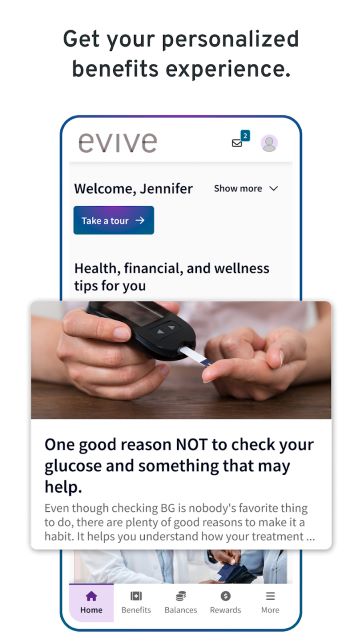 Get your personalized
benefits experience.
evive
2
Welcome, Jennifer
Show more
Take a tour
Health, financial, and wellness
tips for you
One good reason NOT to check your
glucose and something that may
help.
Even though checking BG is nobody's favorite thing
to do, there are plenty of good reasons to make it a
habit. It helps you understand how your treatment ...
Home
Benefits
Balances
Rewards
More